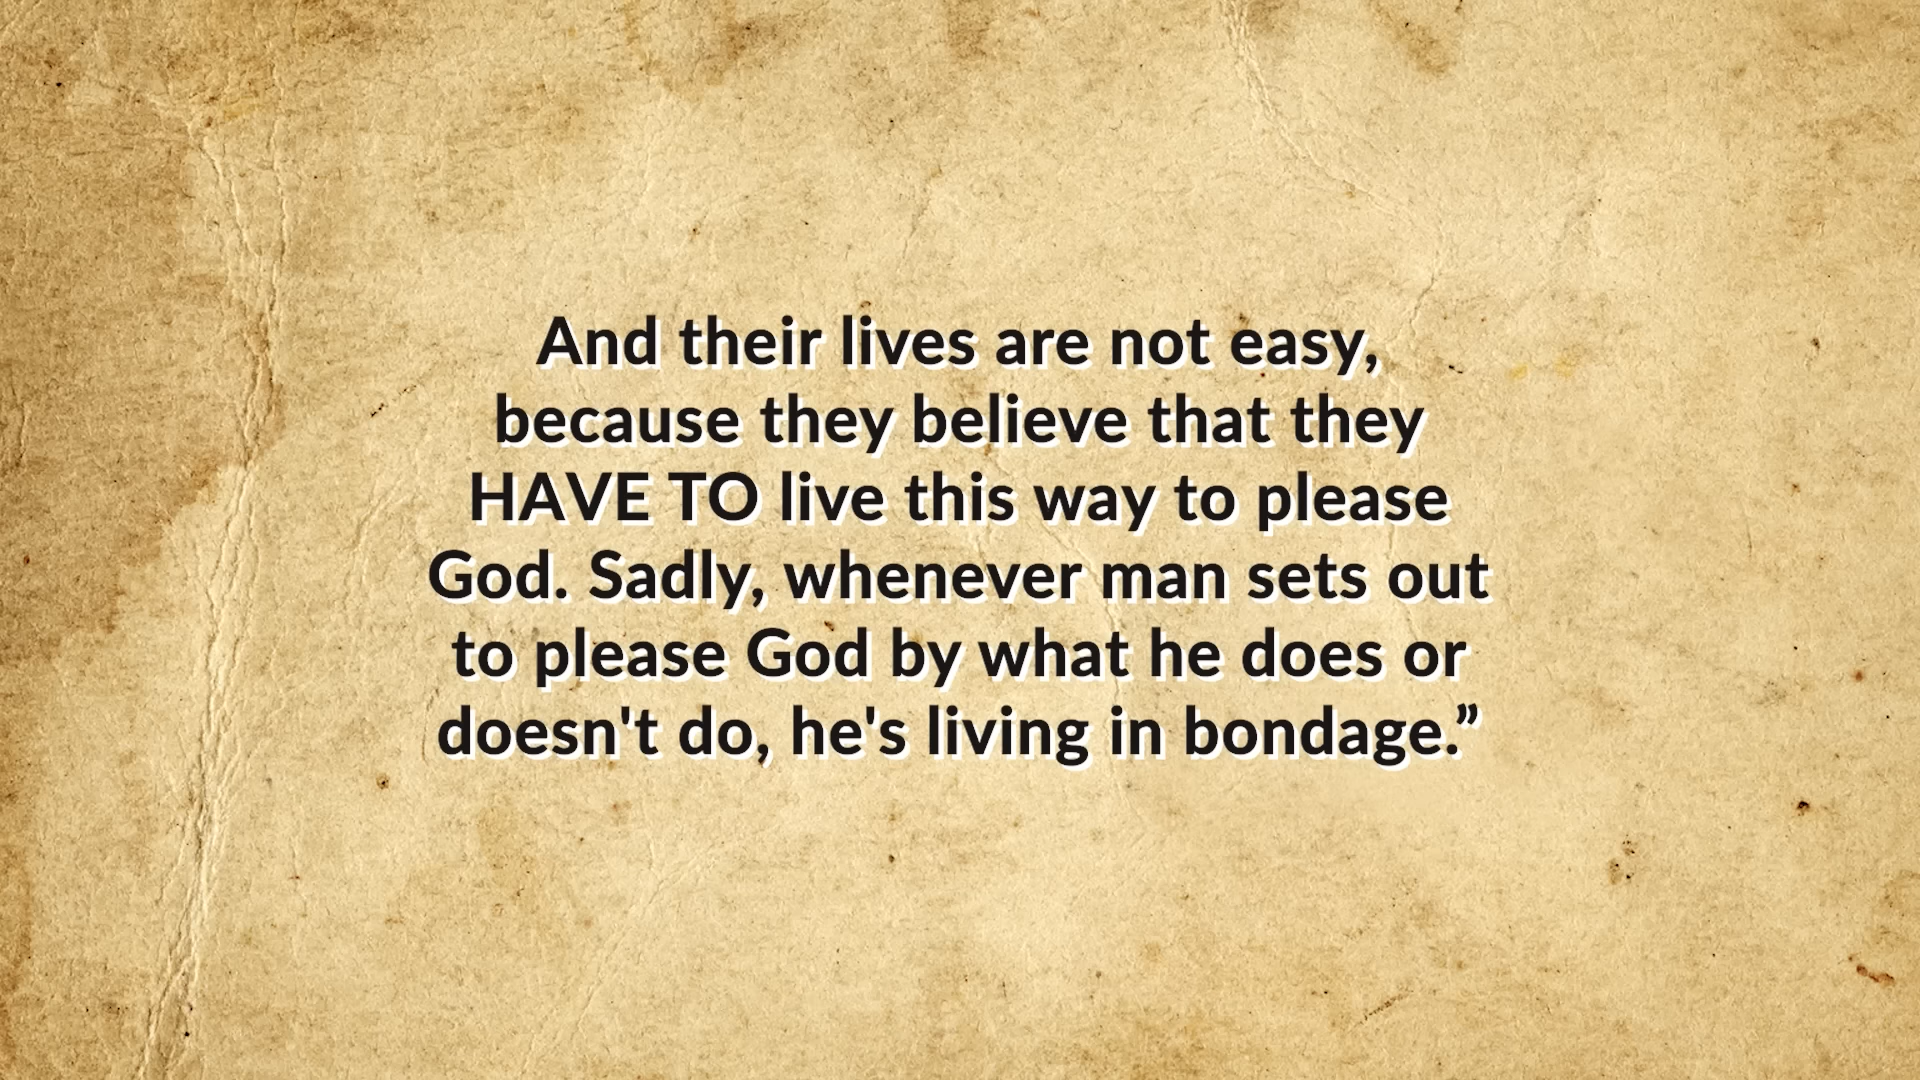 And their lives are not easy,
because they believe that they
HAVE TO live this way to please
God. Sadly, whenever man sets out
to please God by what he does or
doesn't do, he's living in bondage.”